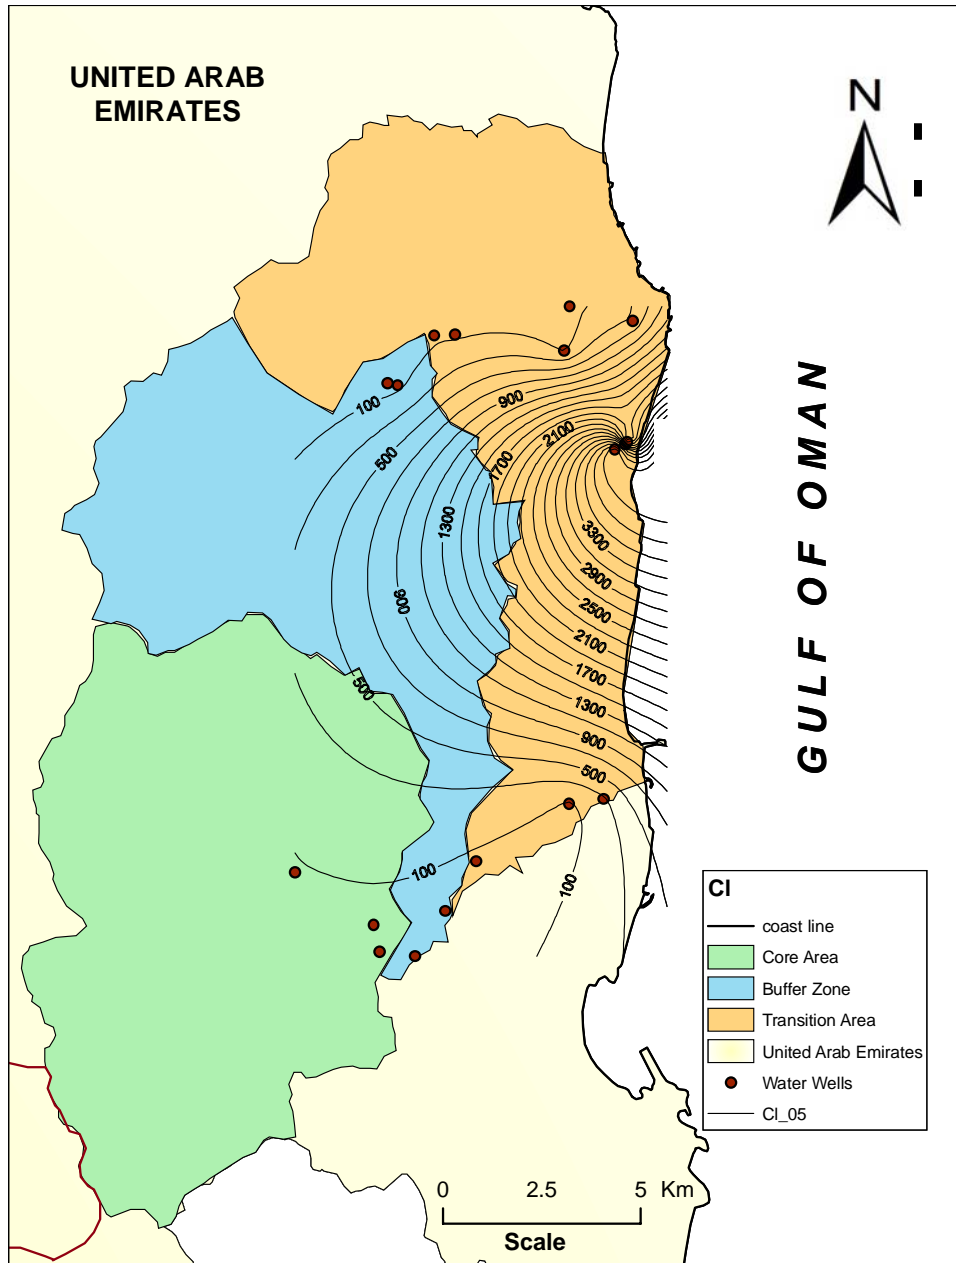 UNITED ARAB
EMIRATES
N
900
100
2100
500
1700
1300
3300
2900
900
2500
2100
1700
500
1300
900
500
100
100
GULF OF OMAN
Cl
coast line
Core Area
Buffer Zone
Transition Area
United Arab Emirates
Water Wells
Cl_05
0 2.5 5 Km
Scale